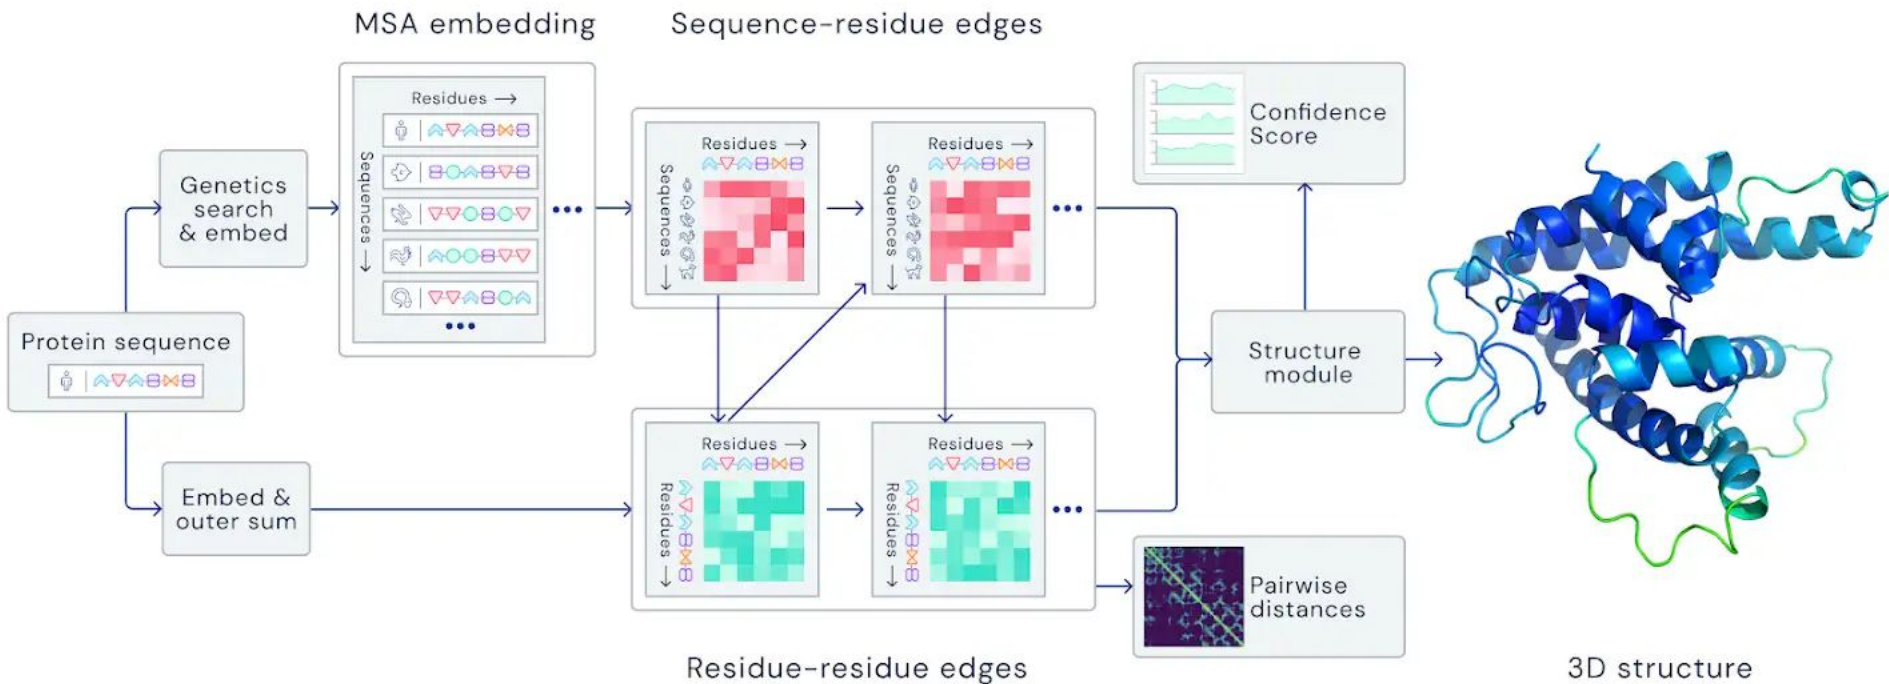 MSA embedding
Sequence-residue edges
Residues →
Sequences →
Genetics
search
& embed
Protein sequence
Embed &
outer sum
Residues →
Sequences →
Residues →
Sequences →
Residues →
Residues →
Residues →
Residues →
Confidence
Score
Structure
module
Pairwise
distances
Residue-residue edges
3D structure